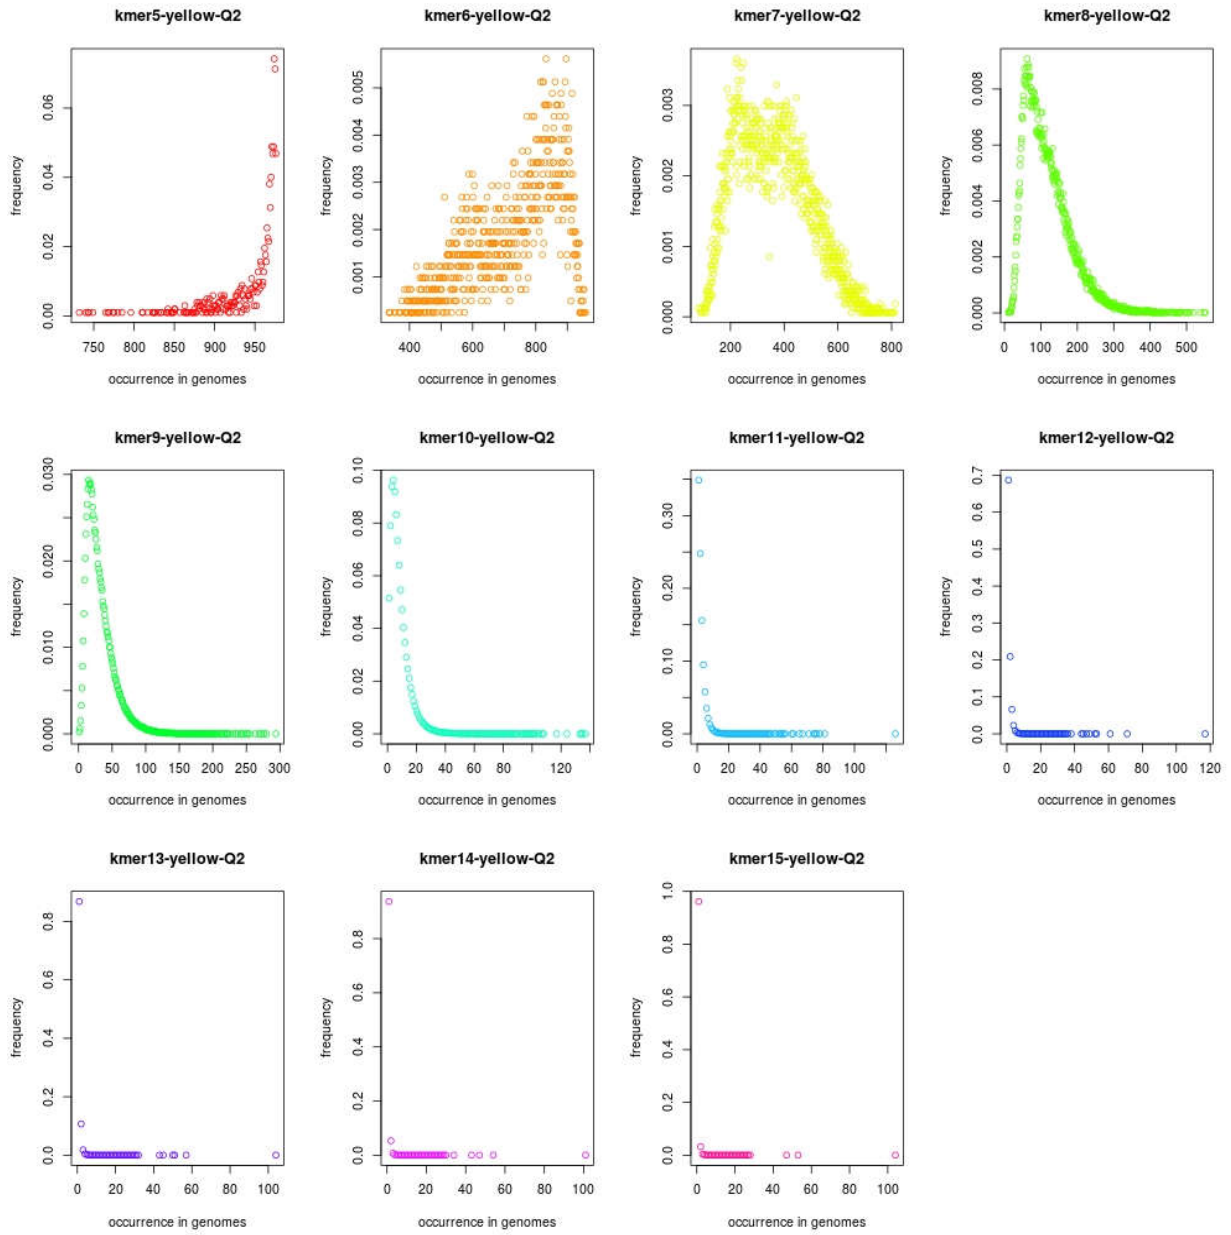 kmer5-yellow-Q2
0.00 0.02 0.04 0.06
frequency
750 800 850 900 950
occurrence in genomes
kmer6-yellow-Q2
0.001 0.002 0.003 0.004 0.005
frequency
400 600 800
occurrence in genomes
kmer7-yellow-Q2
0.000 0.001 0.002 0.003
frequency
200 400 600 800
occurrence in genomes
kmer8-yellow-Q2
0.000 0.002 0.004 0.006 0.008
frequency
0 100 200 300 400 500
occurrence in genomes
kmer9-yellow-Q2
0.000 0.010 0.020 0.030
frequency
0 50 100 150 200 250 300
occurrence in genomes
kmer10-yellow-Q2
0.00 0.02 0.04 0.06 0.08 0.10
frequency
0 20 40 60 80 100 120
occurrence in genomes
kmer11-yellow-Q2
0.00 0.10 0.20 0.30
frequency
0 20 40 60 80 100
occurrence in genomes
kmer12-yellow-Q2
0.0 0.1 0.2 0.3 0.4 0.5 0.6 0.7
frequency
0 20 40 60 80 100 120
occurrence in genomes
kmer13-yellow-Q2
0.0 0.2 0.4 0.6 0.8
frequency
0 20 40 60 80 100
occurrence in genomes
kmer14-yellow-Q2
0.0 0.2 0.4 0.6 0.8
frequency
0 20 40 60 80 100
occurrence in genomes
kmer15-yellow-Q2
0.0 0.2 0.4 0.6 0.8 1.0
frequency
0 20 40 60 80 100
occurrence in genomes